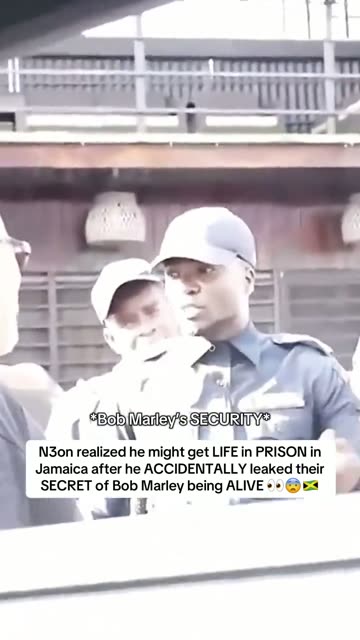 *Bob Marley's SECURITY*
N3on realized he might get LIFE in PRISON in
Jamaica after he ACCIDENTALLY leaked their
SECRET of Bob Marley being ALIVE 👀😨🇯🇲